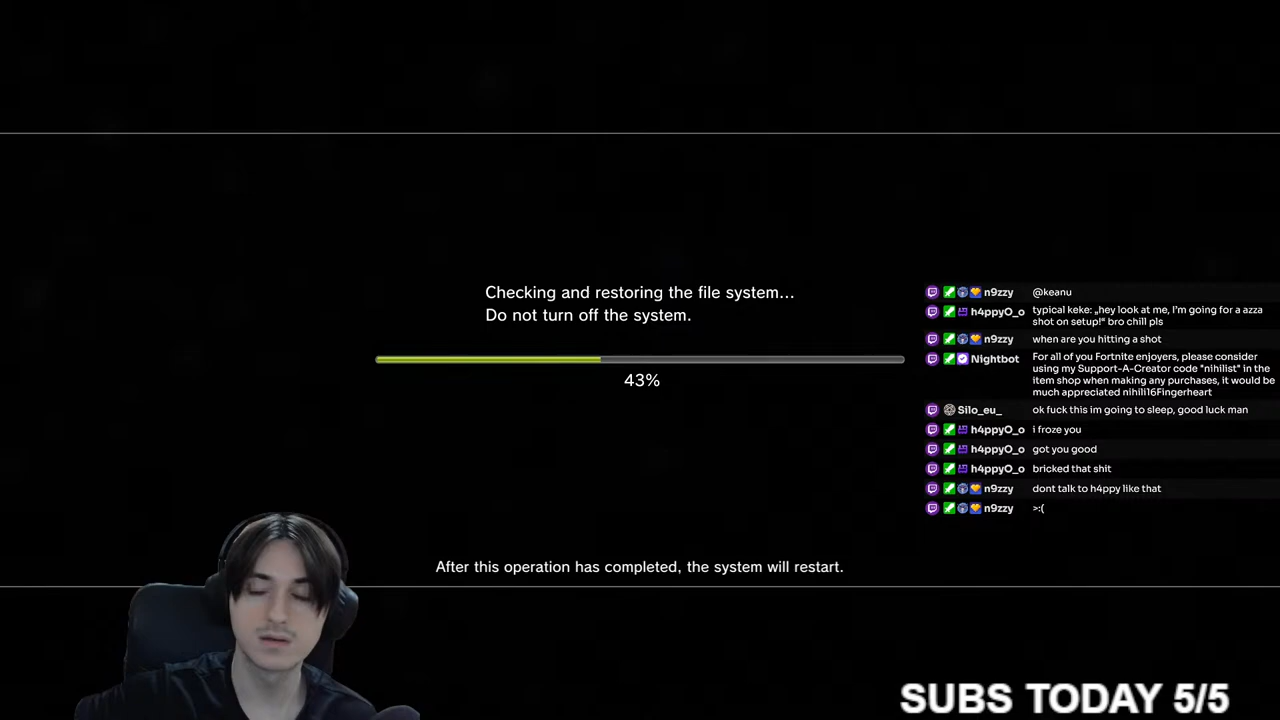 Checking and restoring the file system...
Do not turn off the system.
43%
After this operation has completed, the system will restart.
n9zzy @keanu
h4ppyO_o typical keke: „hey look at me, I'm going for a azza
shot on setup!“ bro chill pls
n9zzy when are you hitting a shot
Nightbot For all of you Fortnite enjoyers, please consider
using my Support-A-Creator code "nihilist" in the
item shop when making any purchases, it would be
much appreciated nihili16Fingerheart
Silo_eu_ ok fuck this im going to sleep, good luck man
h4ppyO_o i froze you
h4ppyO_o got you good
h4ppyO_o bricked that shit
n9zzy dont talk to h4ppy like that
n9zzy >:(
SUBS TODAY 5/5